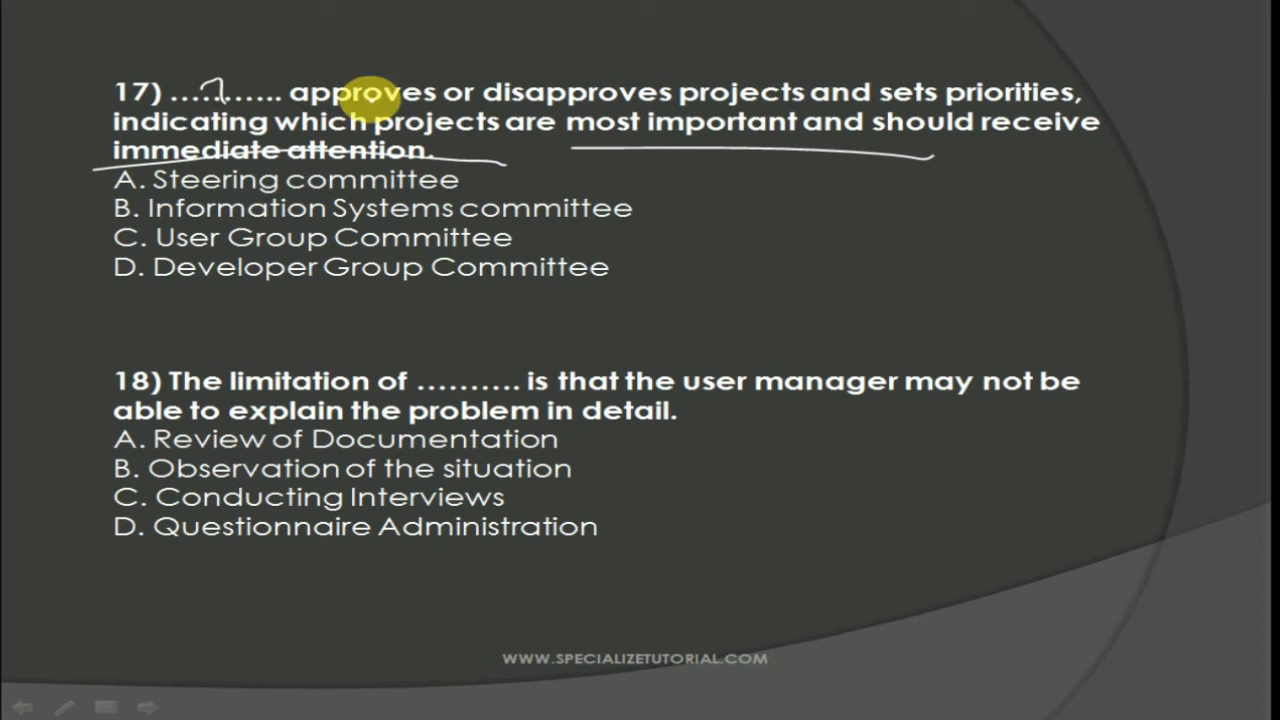 17) ........... approves or disapproves projects and sets priorities,
indicating which projects are most important and should receive
immediate attention.
A. Steering committee
B. Information Systems committee
C. User Group Committee
D. Developer Group Committee
18) The limitation of .......... is that the user manager may not be
able to explain the problem in detail.
A. Review of Documentation
B. Observation of the situation
C. Conducting Interviews
D. Questionnaire Administration
WWW.SPECIALIZETUTORIAL.COM